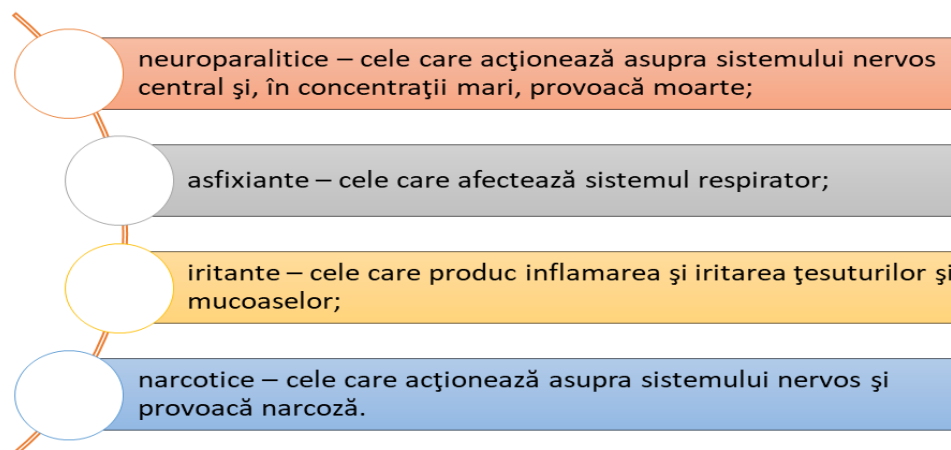 neuroparalitice – cele care acţionează asupra sistemului nervos
central şi, în concentraţii mari, provoacă moarte;
asfixiante – cele care afectează sistemul respirator;
iritante – cele care produc inflamarea şi iritarea ţesuturilor şi
mucoaselor;
narcotice – cele care acţionează asupra sistemului nervos şi
provoacă narcoză.